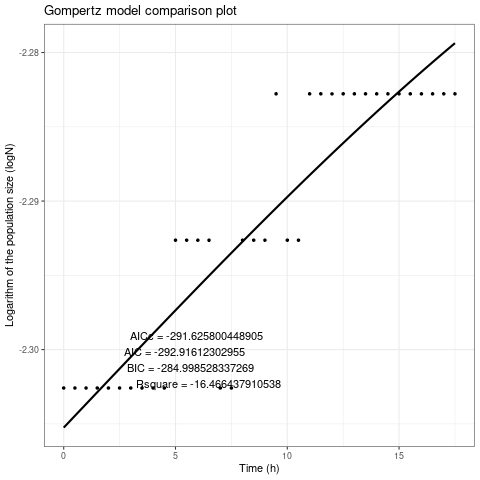 Gompertz model comparison plot
Logarithm of the population size (logN)
-2.28
-2.29
-2.30
AICc = -291.625800448905
AIC = -292.91612302955
BIC = -284.998528337269
Rsquare = -16.466437910538
0 5 10 15
Time (h)